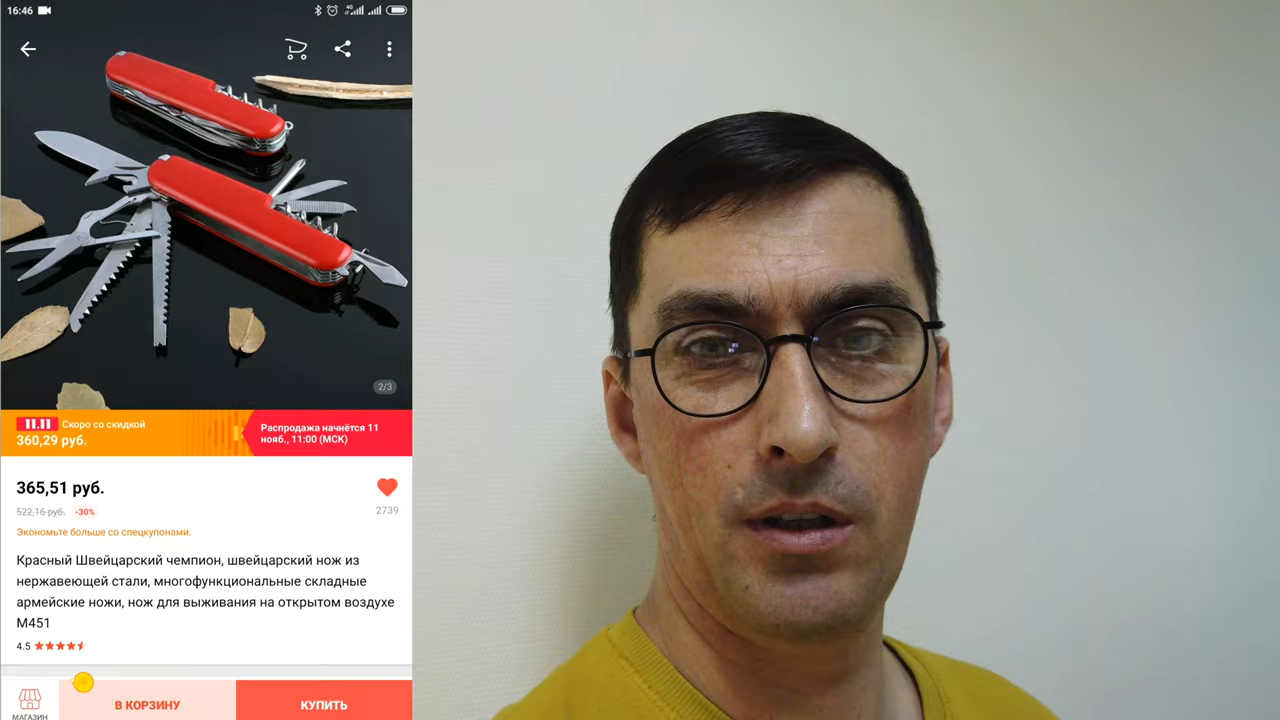 16:46
4G
2/3
11.11 Скоро со скидкой
360,29 руб.
Распродажа начнётся 11
нояб., 11:00 (МСК)
365,51 руб.
522,16 руб. -30%
2739
Экономьте больше со спецкупонами.
Красный Швейцарский чемпион, швейцарский нож из
нержавеющей стали, многофункциональные складные
армейские ножи, нож для выживания на открытом воздухе
M451
4.5
МАГАЗИН
В КОРЗИНУ
КУПИТЬ